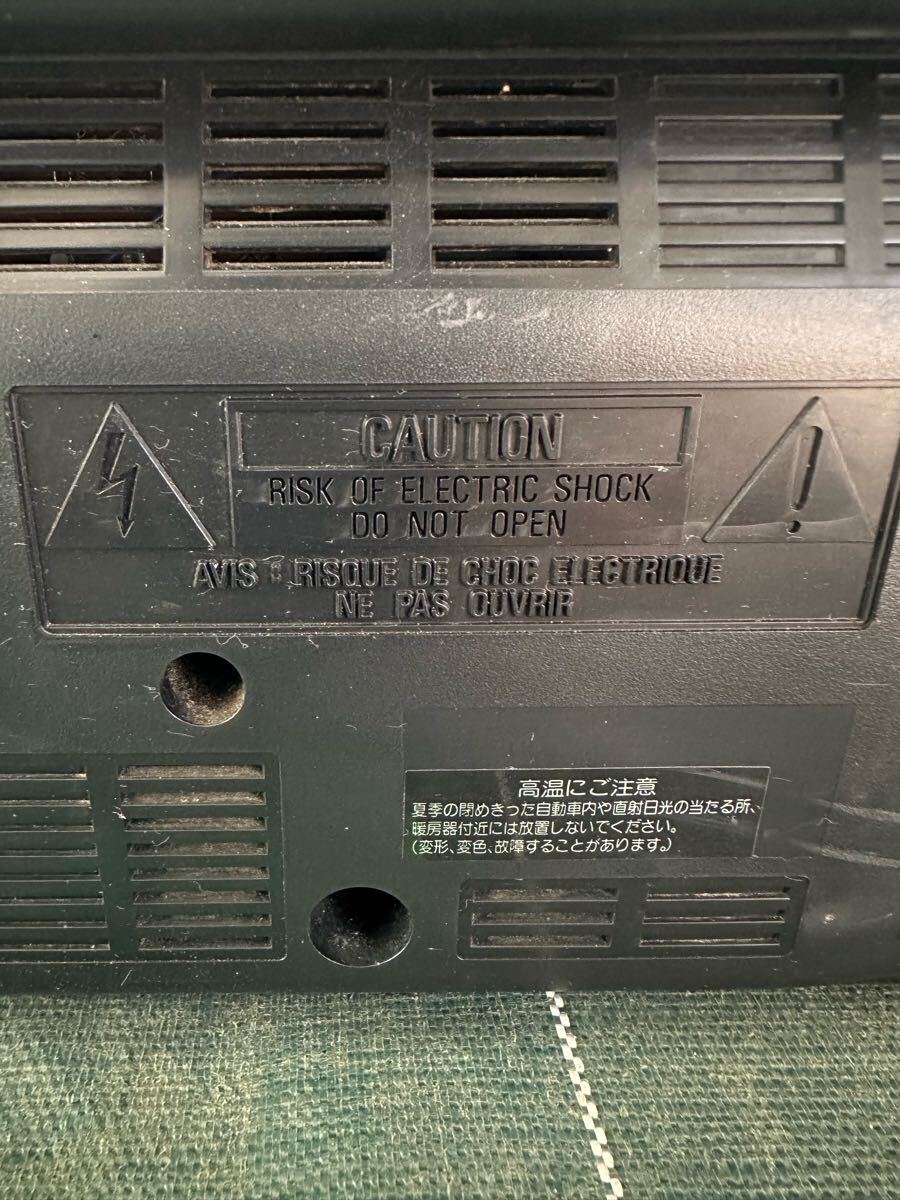 CAUTION
RISK OF ELECTRIC SHOCK
DO NOT OPEN
AVIS : RISQUE DE CHOC ELECTRIQUE
NE PAS OUVRIR
高温にご注意
夏季の閉めきった自動車内や直射日光の当たる所、
暖房器付近には放置しないでください。
(変形、変色、故障することがあります。)